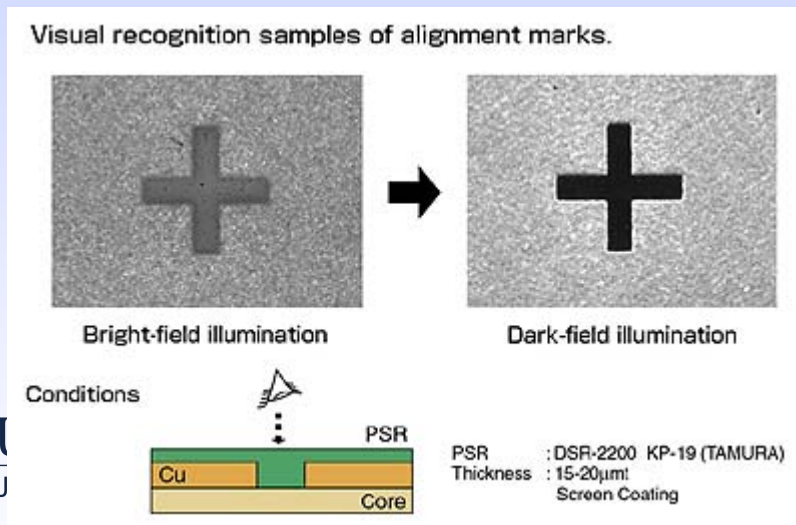 Visual recognition samples of alignment marks.
Bright-field illumination
Dark-field illumination
Conditions
PSR
Cu
Core
PSR : DSR-2200 KP-19 (TAMURA)
Thickness : 15-20μmt
Screen Coating